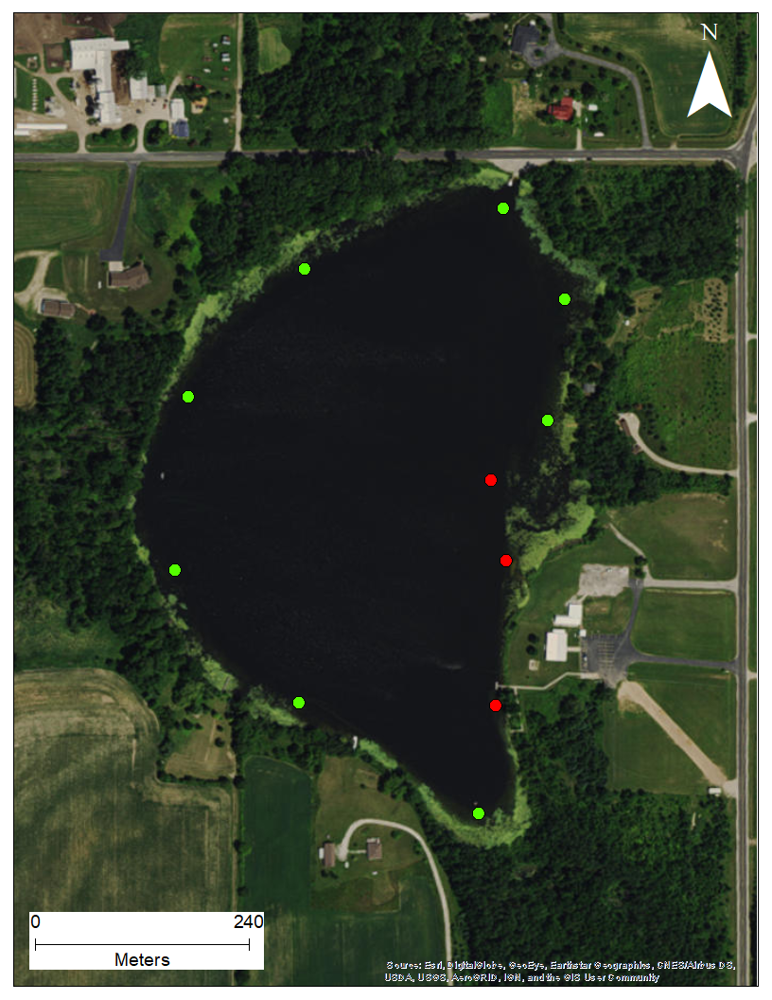 N
0 240
Meters
Source: Esri, DigitalGlobe, GeoEye, Earthstar Geographics, CNES/Airbus DS,
USDA, USGS, AeroGRID, IGN, and the GIS User Community